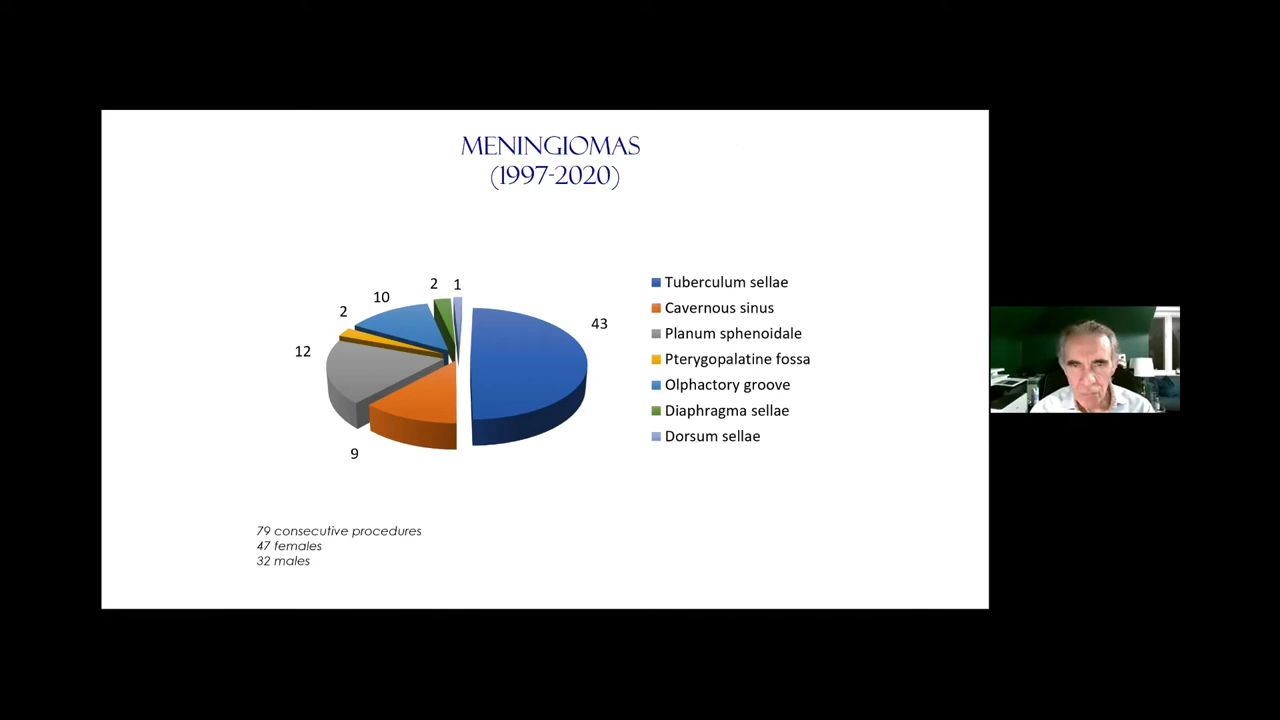 MENINGIOMAS
(1997-2020)
2
1
10
2
43
12
9
Tuberculum sellae
Cavernous sinus
Planum sphenoidale
Pterygopalatine fossa
Olphactory groove
Diaphragma sellae
Dorsum sellae
79 consecutive procedures
47 females
32 males